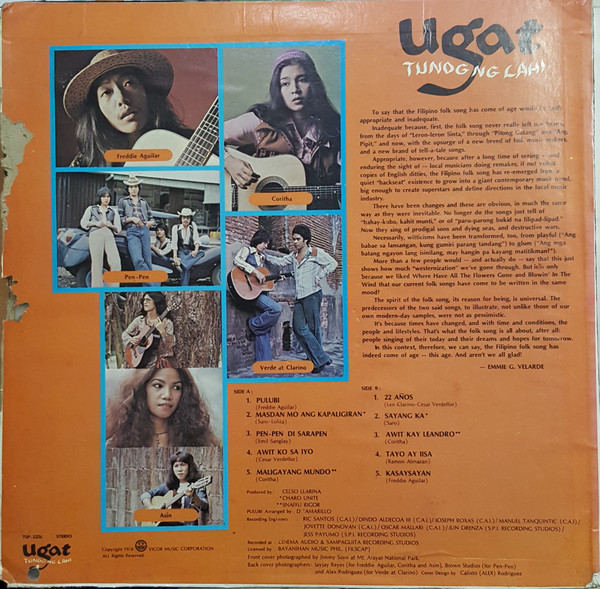 ugat
TUNOG NG LAHI
To say that the Filipino folk song has come of age would be both
appropriate and inadequate.
Inadequate because, first, the folk song never really left our hearts,
from the days of "Leron-leron Sinta," through "Pitong Gatang" and "Ang
Pipit," and now, with the upsurge of a new breed of folk music makers,
and a new brand of tell-a-tale songs.
Appropriate, however, because after a long time of seeing — and
enduring the sight of — local musicians doing remakes, if not
copies of English ditties, the Filipino folk song has re-emerged from a
quiet "backseat" existence to grow into a giant contemporary music
big enough to create superstars and define directions in the local music
industry.
There have been changes and these are obvious, in much the same
way as they were inevitable. No longer do the songs just tell of
"bahay-kubo, kahit munti," or of "paru-parong bukid na lilipad-lipad."
Now they sing of prodigal sons and dying seas, and destructive wars.
Necessarily, witticisms have been transformed, too, from playful ("Ang
babae sa lansangan, kung gumiri parang tandang") to glum ("Ang mga
batang ngayon lang isinilang, may hangin pa kayang matitikman?").
More than a few people would — and actually do — say that this just
shows how much "westernization" we've gone through. But is it only
because we liked Where Have All The Flowers Gone and Blowin' In The
Wind that our current folk songs have come to be written in the same
mood?
The spirit of the folk song, its reason for being, is universal. The
predecessors of the two said songs, to illustrate, not unlike those of our
own modern-day samples, were not as pessimistic.
It's because times have changed, and with time and conditions, the
people and lifestyles. That's what the folk song is all about, after all:
people singing of their today and their dreams and hopes for tomorrow.
In this context, therefore, we can say, the Filipino folk song has
indeed come of age — this age. And aren't we all glad!
— EMMIE G. VELARDE
Freddie Aguilar
Coritha
Pen-Pen
Verde at Clarino
Asin
SIDE A :
1. PULUBI
(Freddie Aguilar)
2. MASDAN MO ANG KAPALIGIRAN*
(Saro-Lolita)
3. PEN-PEN DI SARAPEN
(Emil Sanglay)
4. AWIT KO SA IYO
(Cesar Verdeflor)
5. MALIGAYANG MUNDO**
(Coritha)
SIDE B :
1. 22 AÑOS
(Len Clarino-Cesar Verdeflor)
2. SAYANG KA*
(Saro)
3. AWIT KAY LEANDRO**
(Coritha)
4. TAYO AY IISA
(Ramon Almazan)
5. KASAYSAYAN
(Freddie Aguilar)
Produced by: CELSO LLARINA
*CHARO UNITE
**SNAFFU RIGOR
PULUBI Arranged by: D 'AMARILLO
Recording Engineers: RIC SANTOS (C.A.I.)/DINDO ALDECOA III (C.A.I.)/JOSEPH ROXAS (C.A.I.)/MANUEL TANQUINTIC (C.A.I.)
JOVETTE DONOVAN (C.A.I.)/OSCAR MALLARI (C.A.I.)/JUN ORENZA (S.P.I. RECORDING STUDIOS)/
JESS PAYUMO (S.P.I. RECORDING STUDIOS)
Recorded at: CINEMA AUDIO & SAMPAGUITA RECORDING STUDIOS
Licensed by: BAYANIHAN MUSIC PHIL. (FILSCAP)
Front cover photographed by: Jimmy Sayo at Mt. Arayat National Park.
Back cover photographers: Jayjay Reyes (for Freddie Aguilar, Coritha and Asin), Brown Studios (for Pen-Pen)
and Alex Rodriguez (for Verde at Clarino) Cover Design by: Calixto (ALEX) Rodriguez
STEREO
ugat
TUNOG NG LAHI
Copyright 1978 VICOR MUSIC CORPORATION
All Rights Reserved